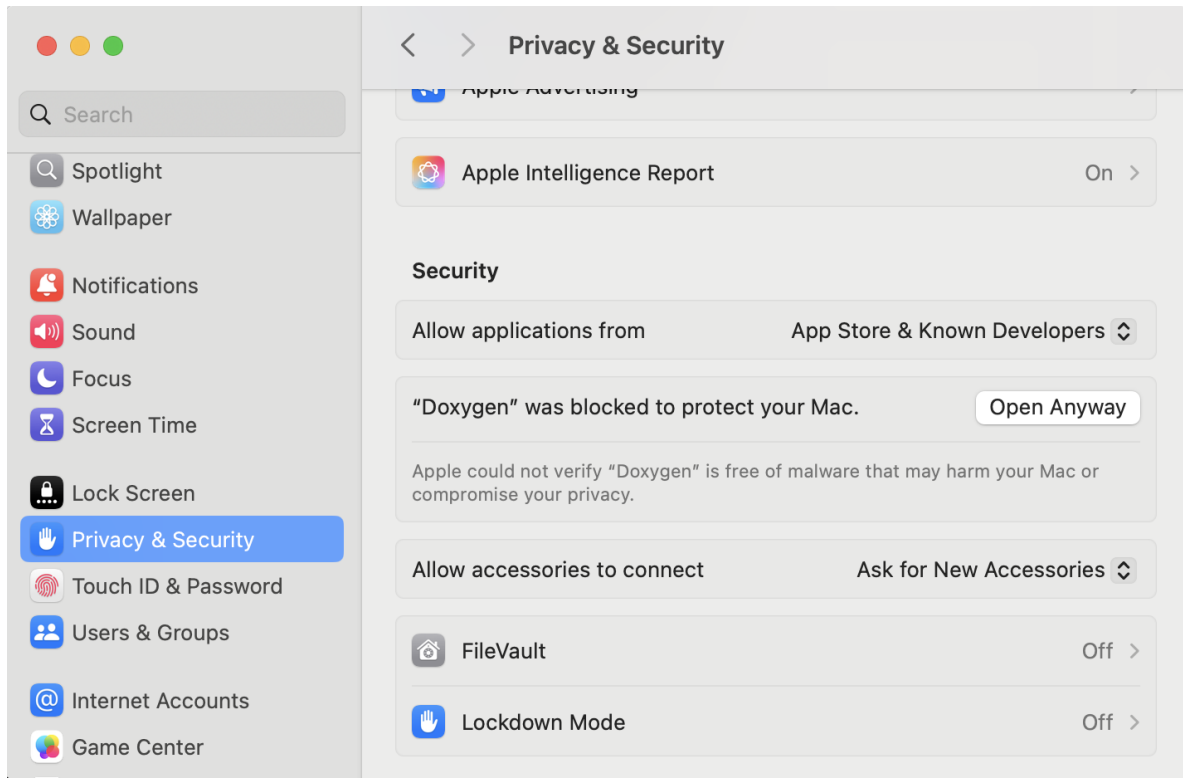 Privacy & Security
Search
Spotlight
Wallpaper
Notifications
Sound
Focus
Screen Time
Lock Screen
Privacy & Security
Touch ID & Password
Users & Groups
Internet Accounts
Game Center
Apple Advertising
Apple Intelligence Report On
Security
Allow applications from App Store & Known Developers
“Doxygen” was blocked to protect your Mac. Open Anyway
Apple could not verify “Doxygen” is free of malware that may harm your Mac or
compromise your privacy.
Allow accessories to connect Ask for New Accessories
FileVault Off
Lockdown Mode Off